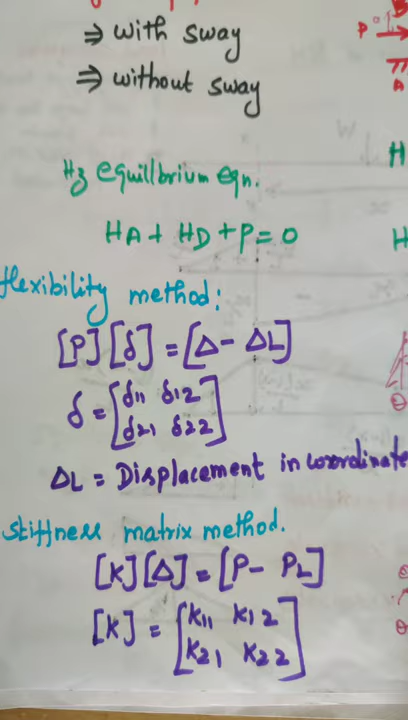 ⇒ with sway
⇒ without sway
P
A
Hz equillbrium eqn.
H
HA + HD + P = 0
H
flexibility method:
[P][δ] = [Δ - ΔL]
δ = [δ11 δ12
δ21 δ22]
ΔL = Displacement in coordinate
θ
stiffness matrix method.
[K][Δ] = [P - PL]
[K] = [K11 K12
K21 K22]
θ